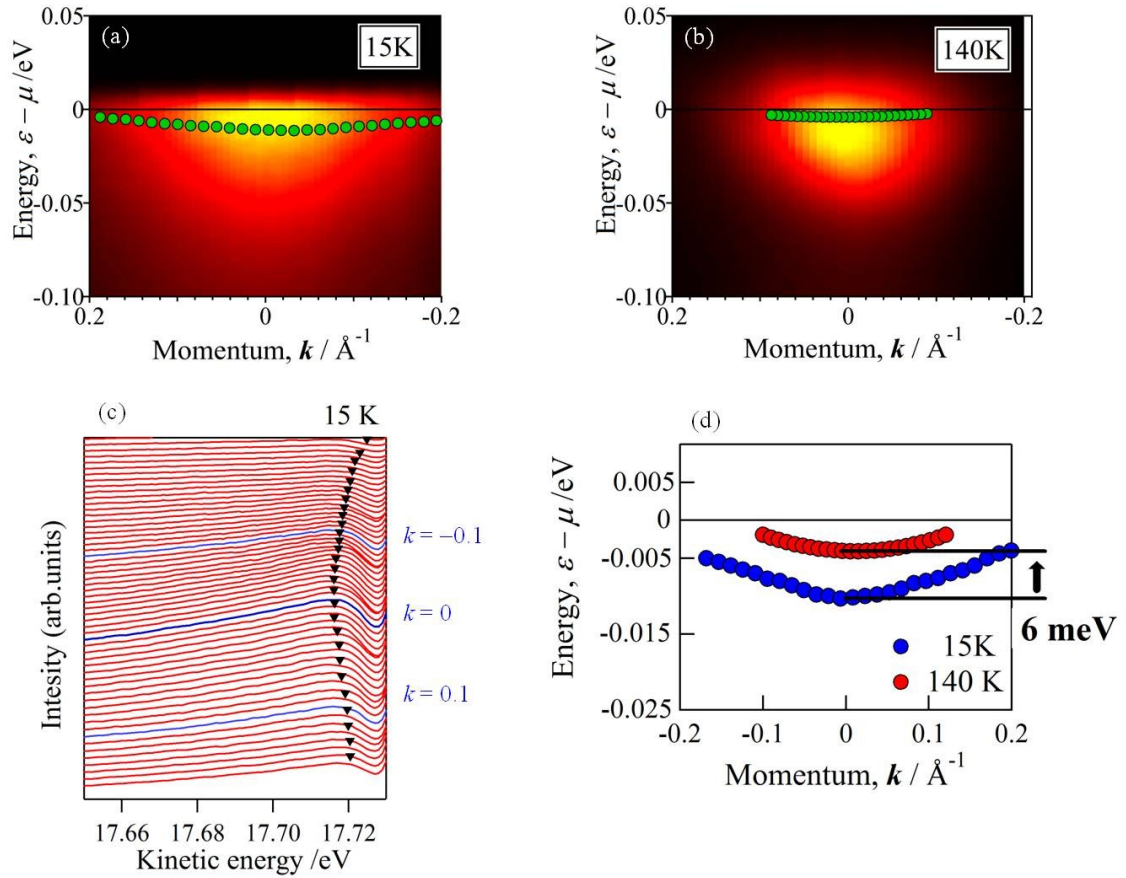 (a)
15K
0.05
0
-0.05
-0.10
Energy, ε – μ /eV
0.2
0
-0.2
Momentum, k / Å⁻¹
(b)
140K
0.05
0
-0.05
-0.10
Energy, ε – μ /eV
0.2
0
-0.2
Momentum, k / Å⁻¹
(c)
15 K
k = –0.1
k = 0
k = 0.1
Intesity (arb.units)
17.66
17.68
17.70
17.72
Kinetic energy /eV
(d)
0.005
0
-0.005
-0.015
-0.025
Energy, ε – μ /eV
6 meV
15K
140 K
-0.2
-0.1
0
0.1
0.2
Momentum, k / Å⁻¹